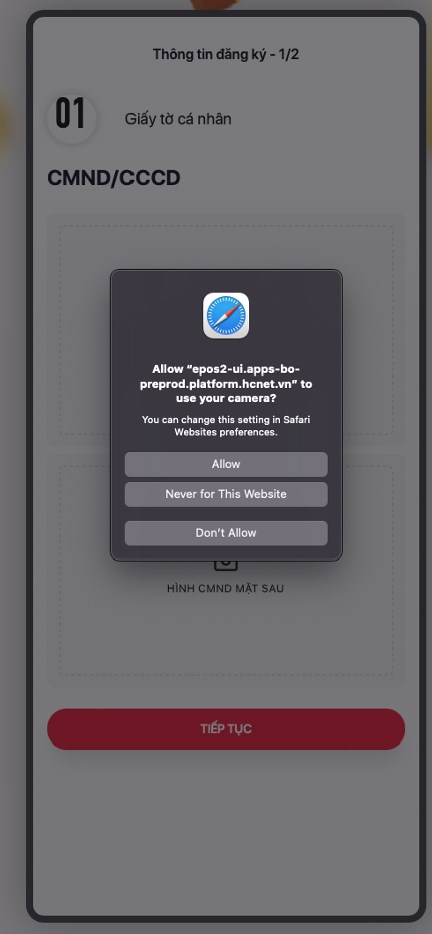 Thông tin đăng ký - 1/2
01
Giấy tờ cá nhân
CMND/CCCD
Allow “epos2-ui.apps-bo-
preprod.platform.hcnet.vn” to
use your camera?
You can change this setting in Safari
Websites preferences.
Allow
Never for This Website
Don’t Allow
HÌNH CMND MẶT SAU
TIẾP TỤC